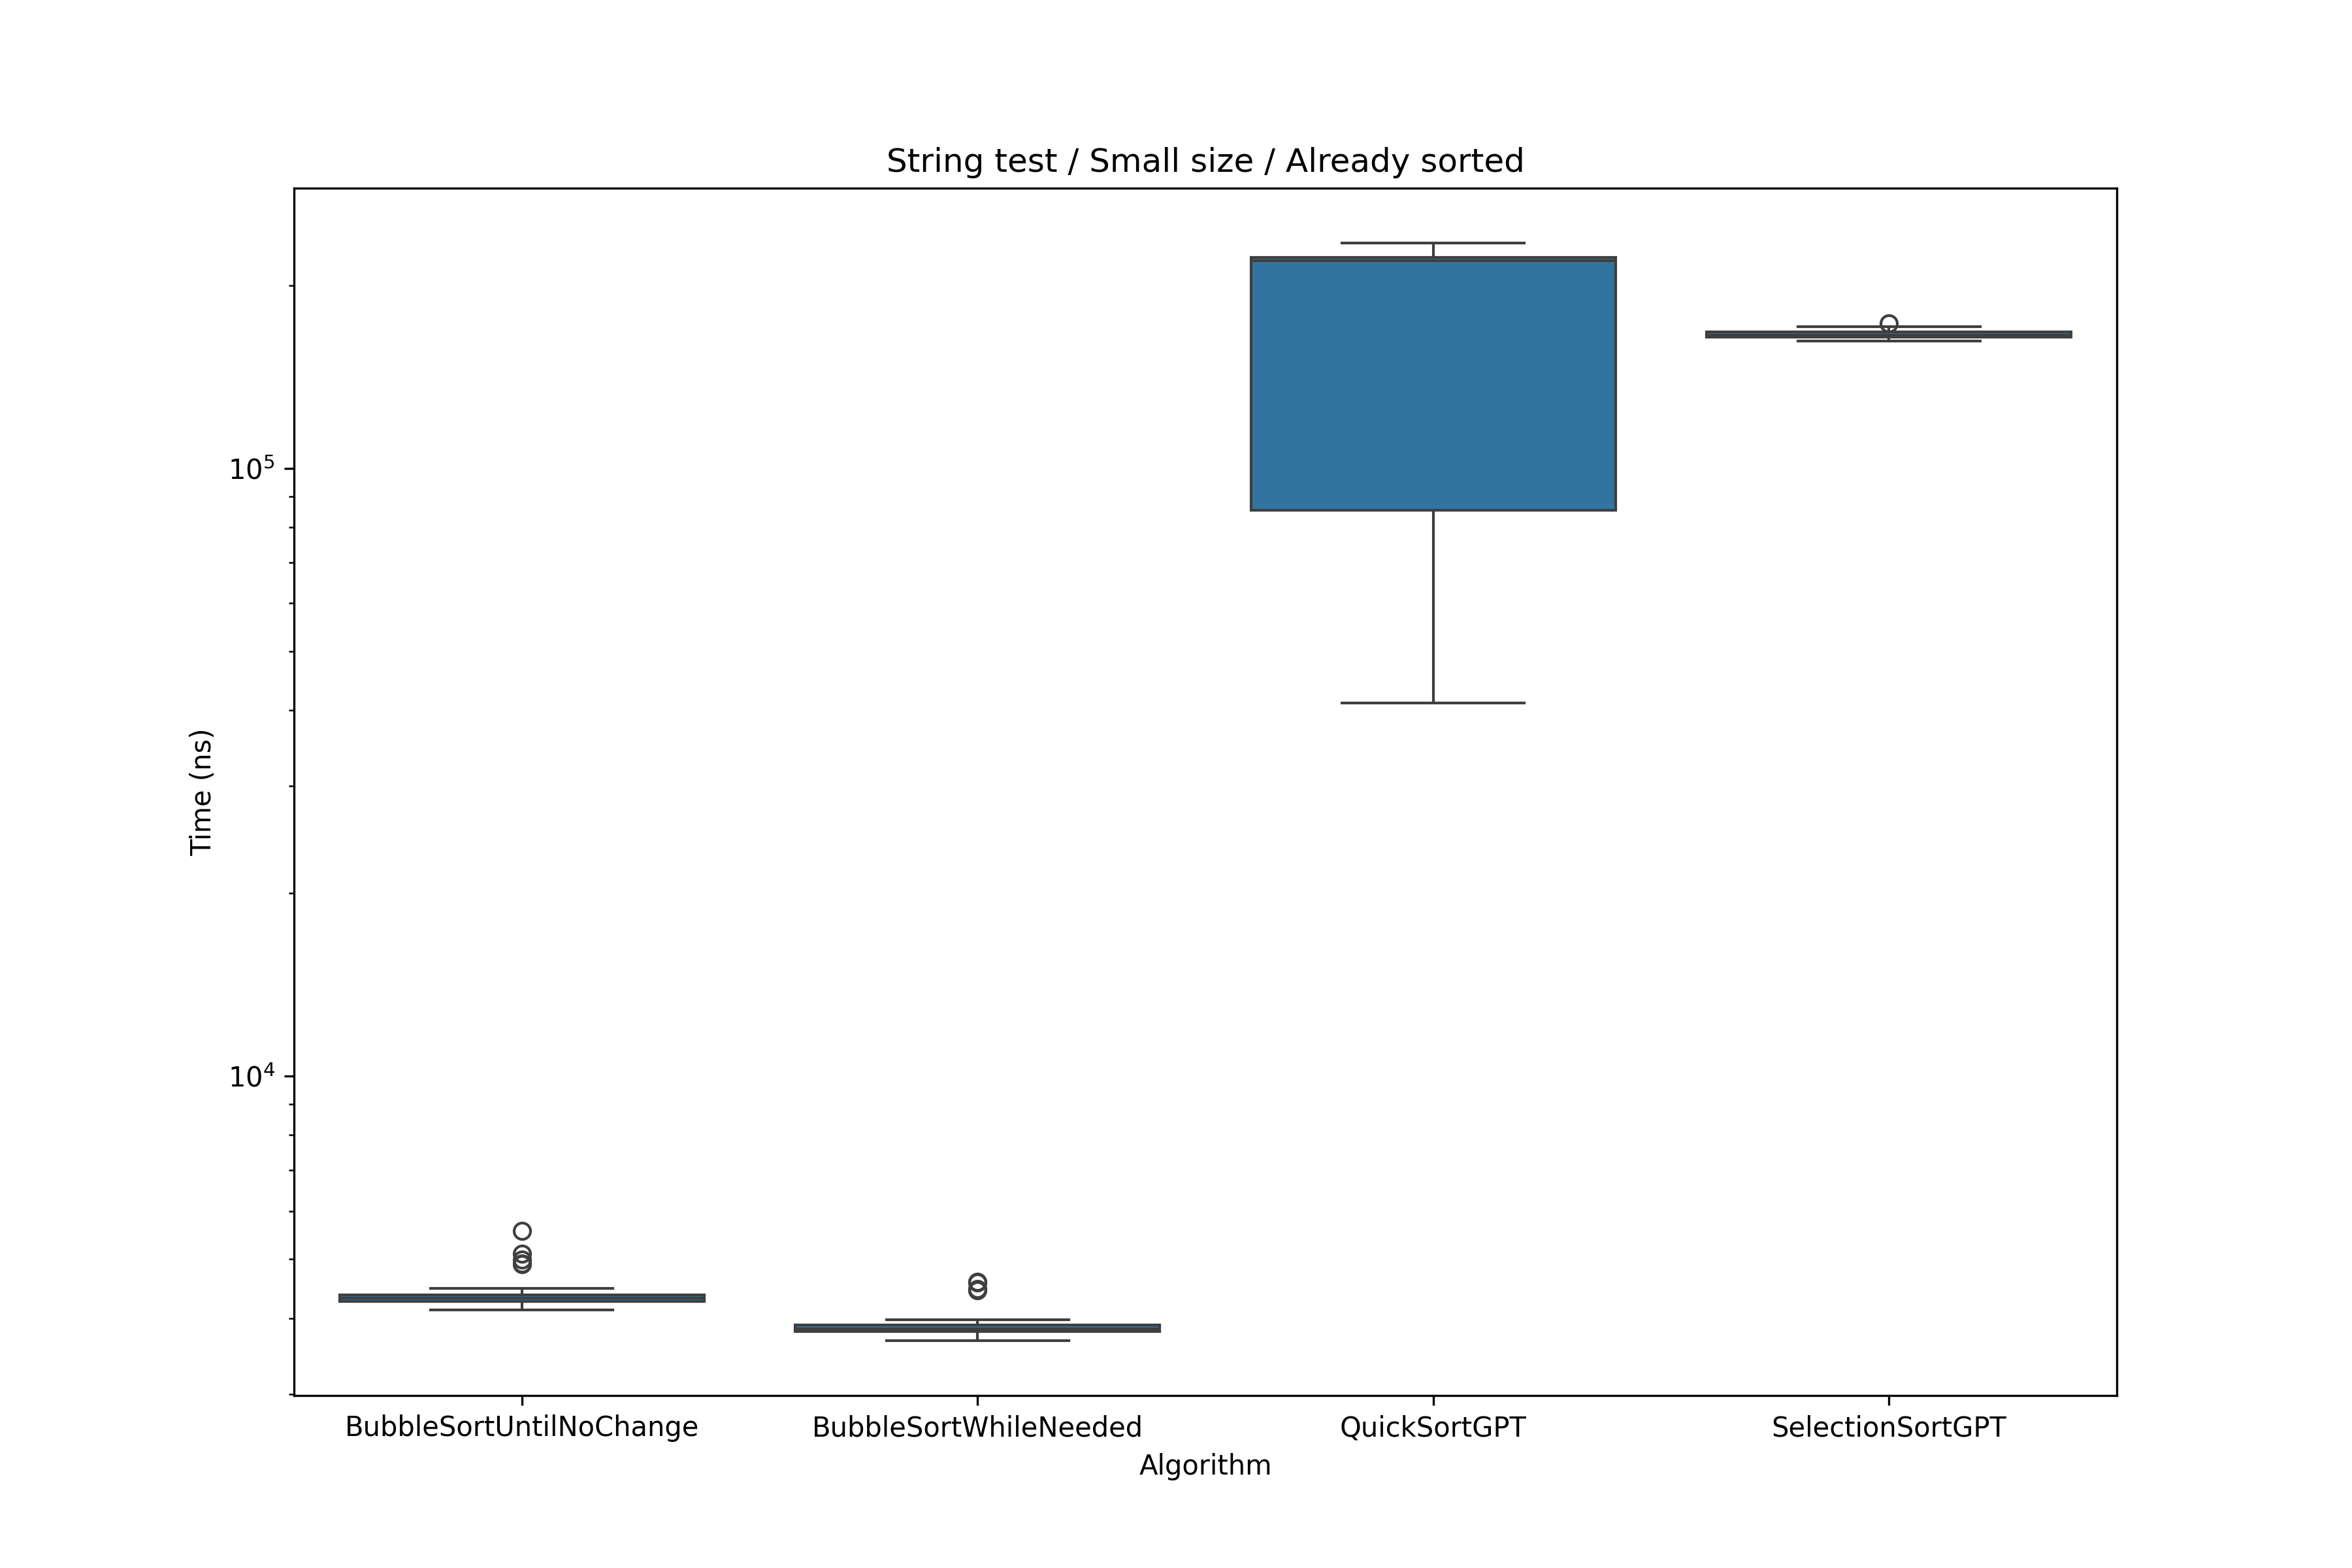 String test / Small size / Already sorted
Time (ns)
10⁵
10⁴
BubbleSortUntilNoChange BubbleSortWhileNeeded QuickSortGPT SelectionSortGPT
Algorithm